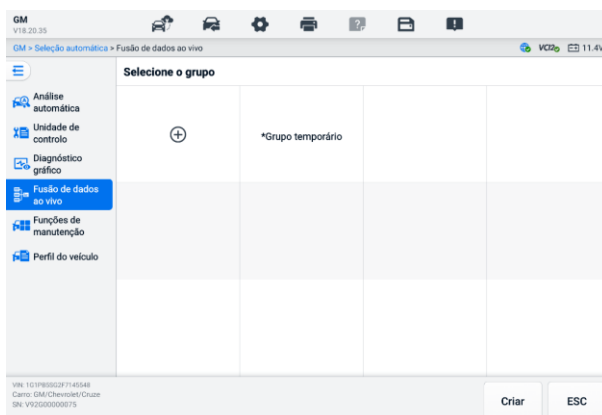 GM
V18.20.35
GM > Seleção automática > Fusão de dados ao vivo
VCI 11.4V
Selecione o grupo
Análise
automática
Unidade de
controlo
Diagnóstico
gráfico
Fusão de dados
ao vivo
Funções de
manutenção
Perfil do veículo
*Grupo temporário
VIN: 1G1PB5SG2F7145548
Carro: GM/Chevrolet/Cruze
SN: V92G00000075
Criar ESC